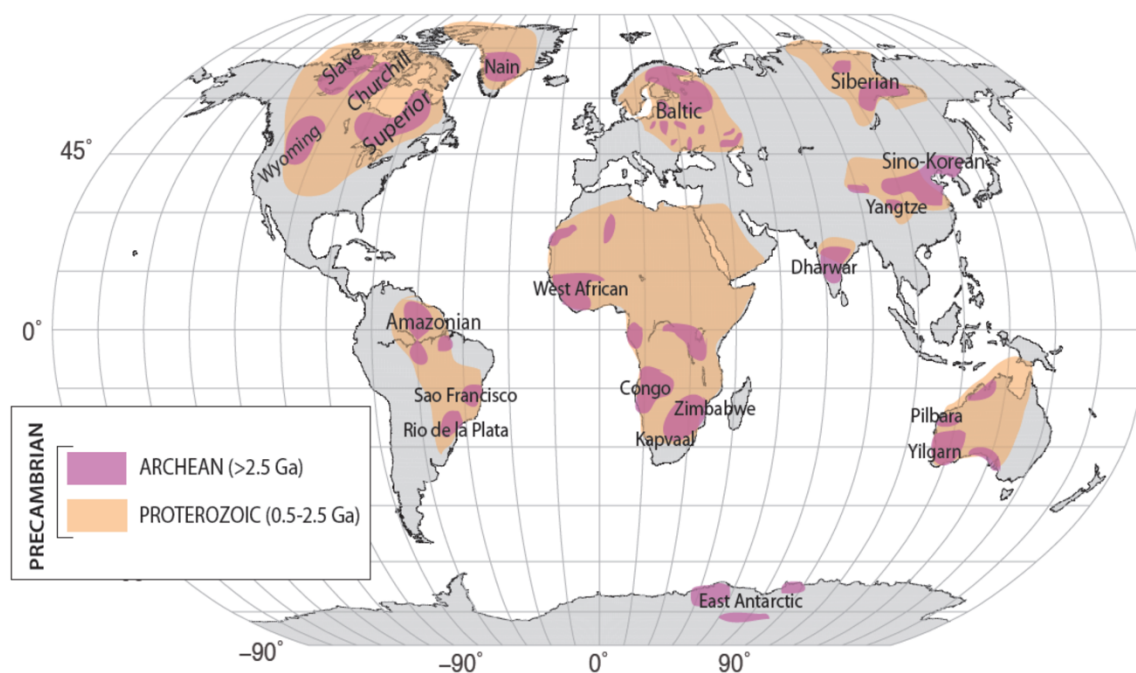 Slave
Churchill
Superior
Wyoming
Nain
Baltic
Siberian
45°
Sino-Korean
Yangtze
Dharwar
West African
0°
Amazonian
Sao Francisco
Rio de la Plata
Congo
Zimbabwe
Kapvaal
Pilbara
Yilgarn
PRECAMBRIAN
ARCHEAN (>2.5 Ga)
PROTEROZOIC (0.5-2.5 Ga)
East Antarctic
–90°
–90°
0°
90°